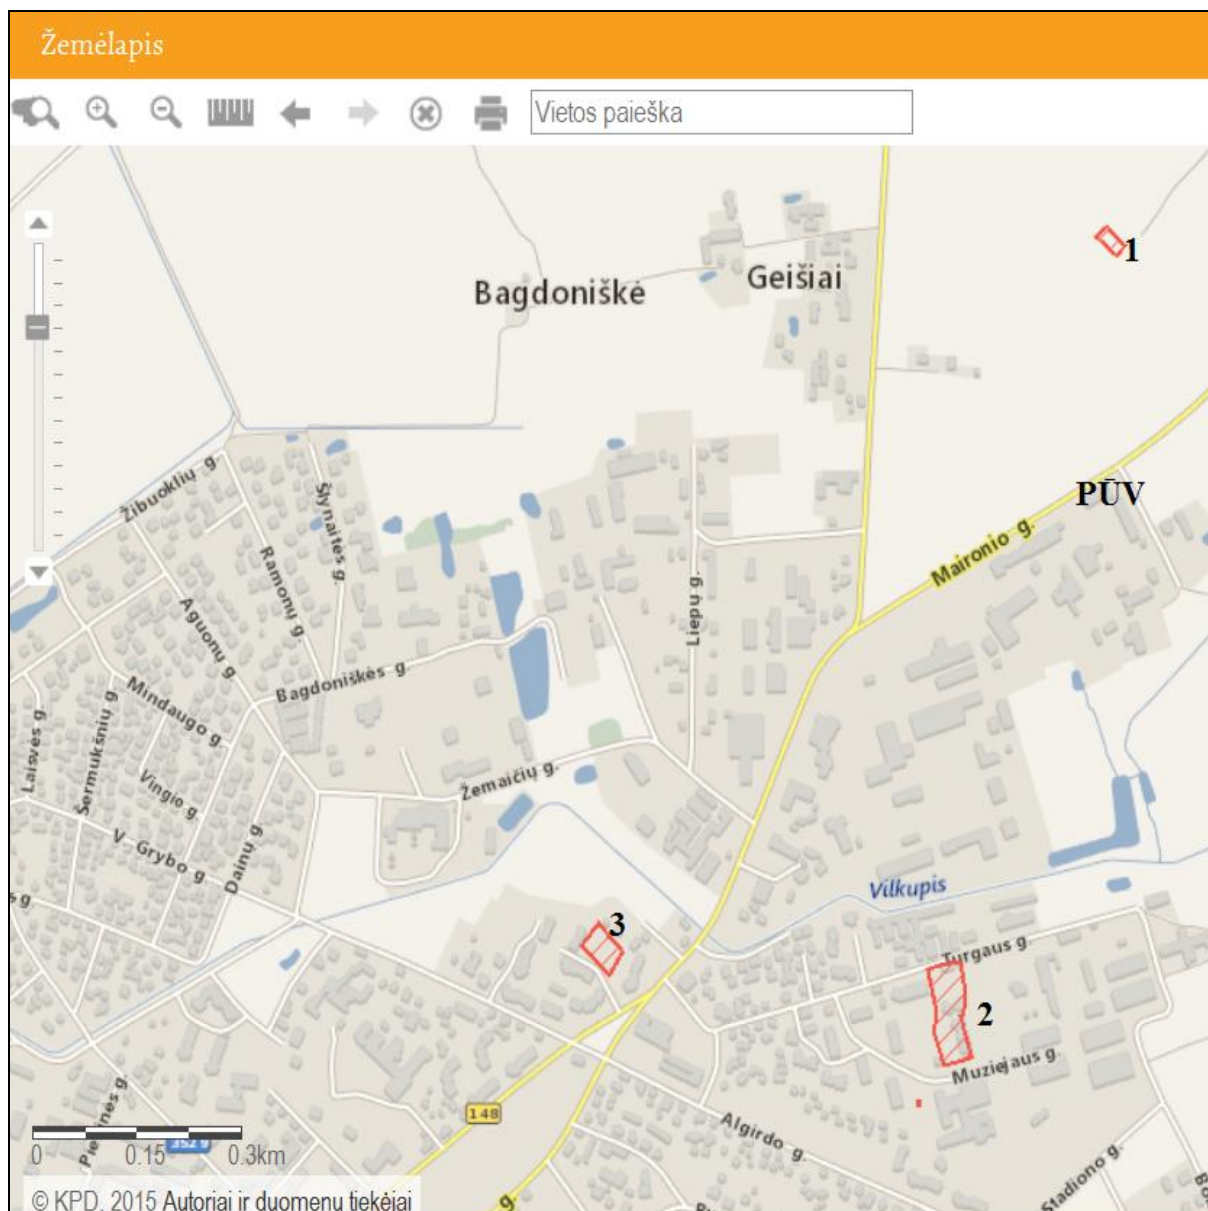 Žemėlapis
Vietos paieška
1
Bagdoniškė
Geišiai
PŪV
Žibuoklių g.
Šlynaitės g.
Maironio g.
Ramonų g.
Aguonų g.
Liepų g.
Bagdoniškės g.
Mindaugo g.
Laisvės g.
Šermukšnių g
Vingio g
Žemaičių g.
V. Grybo g.
Dainų g
Vilkupis
3
Turgaus g
2
Muziejaus g.
148
Algirdo g.
Stadiono g.
0 0.15 0.3km
© KPD, 2015 Autoriai ir duomenų tiekėjai